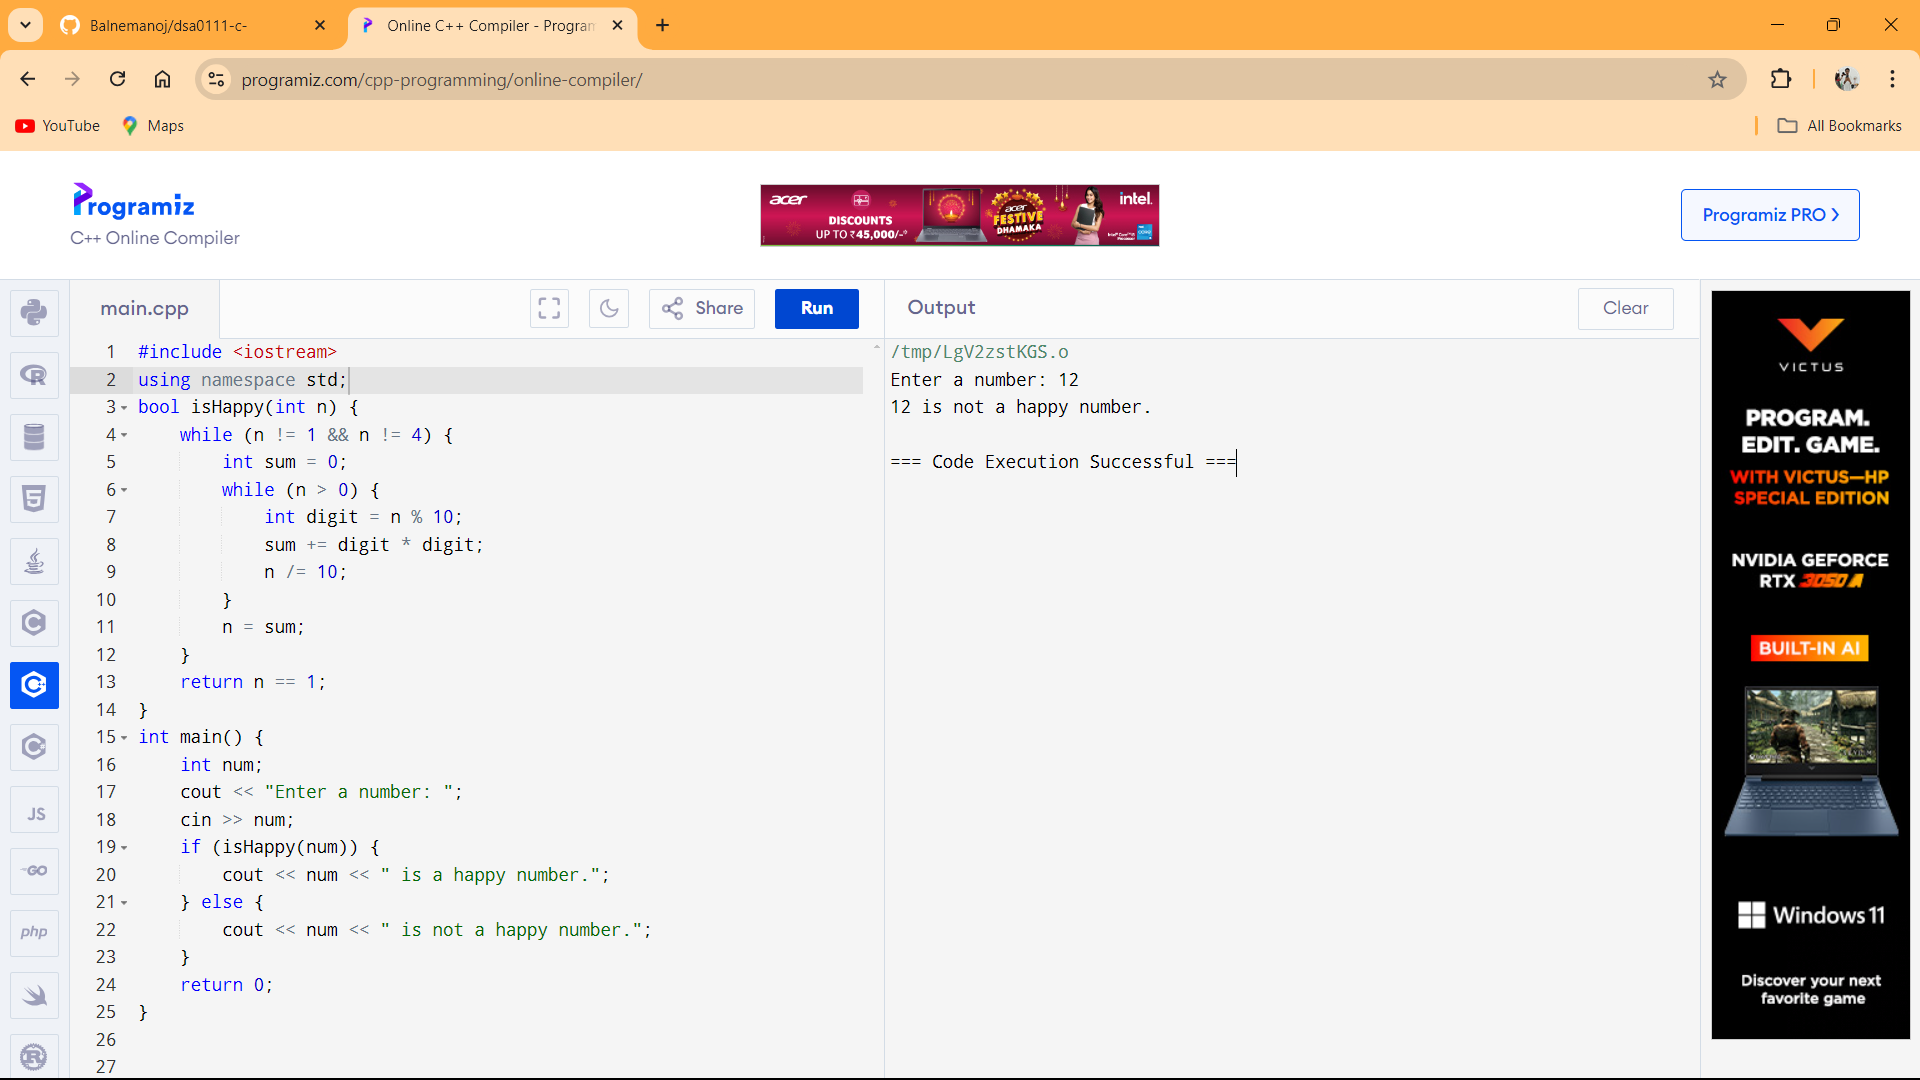 Balnemanoj/dsa0111-c-
Online C++ Compiler - Program
programiz.com/cpp-programming/online-compiler/
YouTube
Maps
All Bookmarks
Programiz
C++ Online Compiler
acer
DISCOUNTS
UP TO ₹45,000/-*
acer
FESTIVE
DHAMAKA
intel.
Programiz PRO
main.cpp
Share
Run
Output
Clear
1 #include <iostream>
2 using namespace std;
3 bool isHappy(int n) {
4 while (n != 1 && n != 4) {
5 int sum = 0;
6 while (n > 0) {
7 int digit = n % 10;
8 sum += digit * digit;
9 n /= 10;
10 }
11 n = sum;
12 }
13 return n == 1;
14 }
15 int main() {
16 int num;
17 cout << "Enter a number: ";
18 cin >> num;
19 if (isHappy(num)) {
20 cout << num << " is a happy number.";
21 } else {
22 cout << num << " is not a happy number.";
23 }
24 return 0;
25 }
26
27
/tmp/LgV2zstKGS.o
Enter a number: 12
12 is not a happy number.
=== Code Execution Successful ===
JS
GO
php
VICTUS
PROGRAM.
EDIT. GAME.
WITH VICTUS—HP
SPECIAL EDITION
NVIDIA GEFORCE
RTX 3050 A
BUILT-IN AI
Windows 11
Discover your next
favorite game